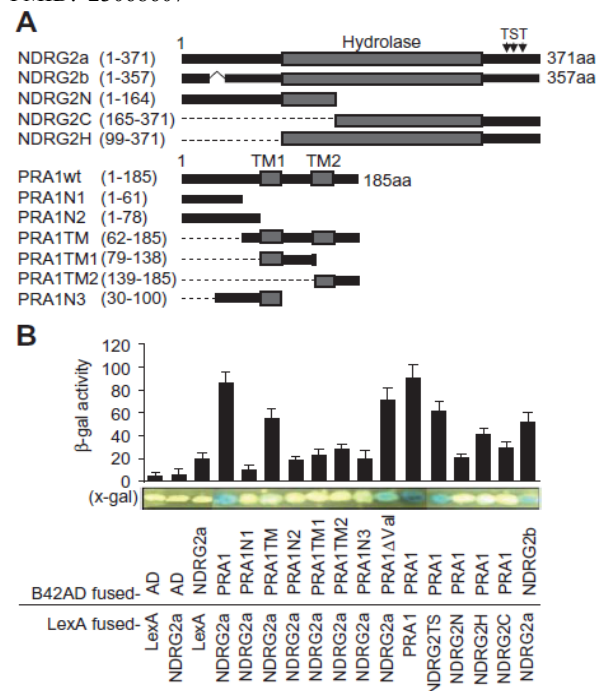 PMID: 23068607
A
1 Hydrolase TST
NDRG2a (1-371) 371aa
NDRG2b (1-357) 357aa
NDRG2N (1-164)
NDRG2C (165-371)
NDRG2H (99-371)
1 TM1 TM2
PRA1wt (1-185) 185aa
PRA1N1 (1-61)
PRA1N2 (1-78)
PRA1TM (62-185)
PRA1TM1 (79-138)
PRA1TM2 (139-185)
PRA1N3 (30-100)
B
β-gal activity
120
100
80
60
40
20
0
(x-gal)
B42AD fused- AD AD NDRG2a PRA1 PRA1N1 PRA1TM PRA1N2 PRA1TM1 PRA1TM2 PRA1N3 PRA1ΔVal PRA1 PRA1 PRA1 PRA1 PRA1 NDRG2b
LexA fused- LexA NDRG2a LexA NDRG2a NDRG2a NDRG2a NDRG2a NDRG2a NDRG2a NDRG2a NDRG2a PRA1 NDRG2TS NDRG2N NDRG2H NDRG2C NDRG2a